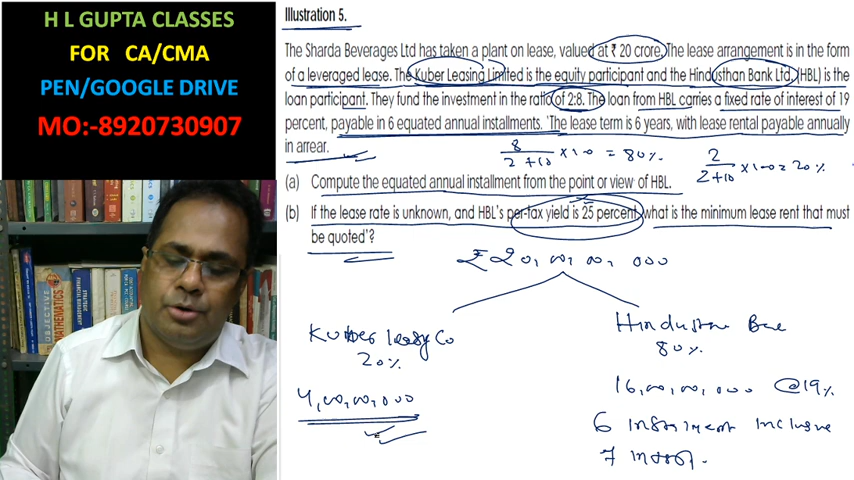 H L GUPTA CLASSES
FOR CA/CMA
PEN/GOOGLE DRIVE
MO:-8920730907
OBJECTIVE
MATHEMATICS
Illustration 5.
The Sharda Beverages Ltd has taken a plant on lease, valued at ₹ 20 crore. The lease arrangement is in the form
of a leveraged lease. The Kuber Leasing Limited is the equity participant and the Hindusthan Bank Ltd. (HBL) is the
loan participant. They fund the investment in the ratio of 2:8. The loan from HBL carries a fixed rate of interest of 19
percent, payable in 6 equated annual installments. 'The lease term is 6 years, with lease rental payable annually
in arrear.
8/2+10 × 100 = 80%
2/2+10 × 100 = 20%
(a) Compute the equated annual installment from the point or view of HBL.
(b) If the lease rate is unknown, and HBL's per-tax yield is 25 percent, what is the minimum lease rent that must
be quoted'?
₹ 20,00,00,000
Kuber leasing Co
20%
4,00,00,000
80%
16,00,00,000 @19%
6 Instalment inclusive